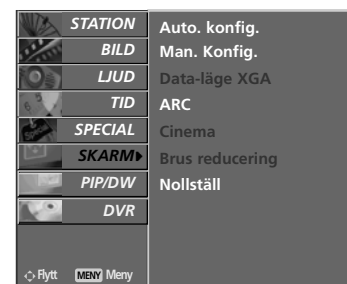 STATION
BILD
LJUD
TID
SPECIAL
SKARM
PIP/DW
DVR
Flytt MENY Meny
Auto. konfig.
Man. Konfig.
Data-läge XGA
ARC
Cinema
Brus reducering
Nollställ